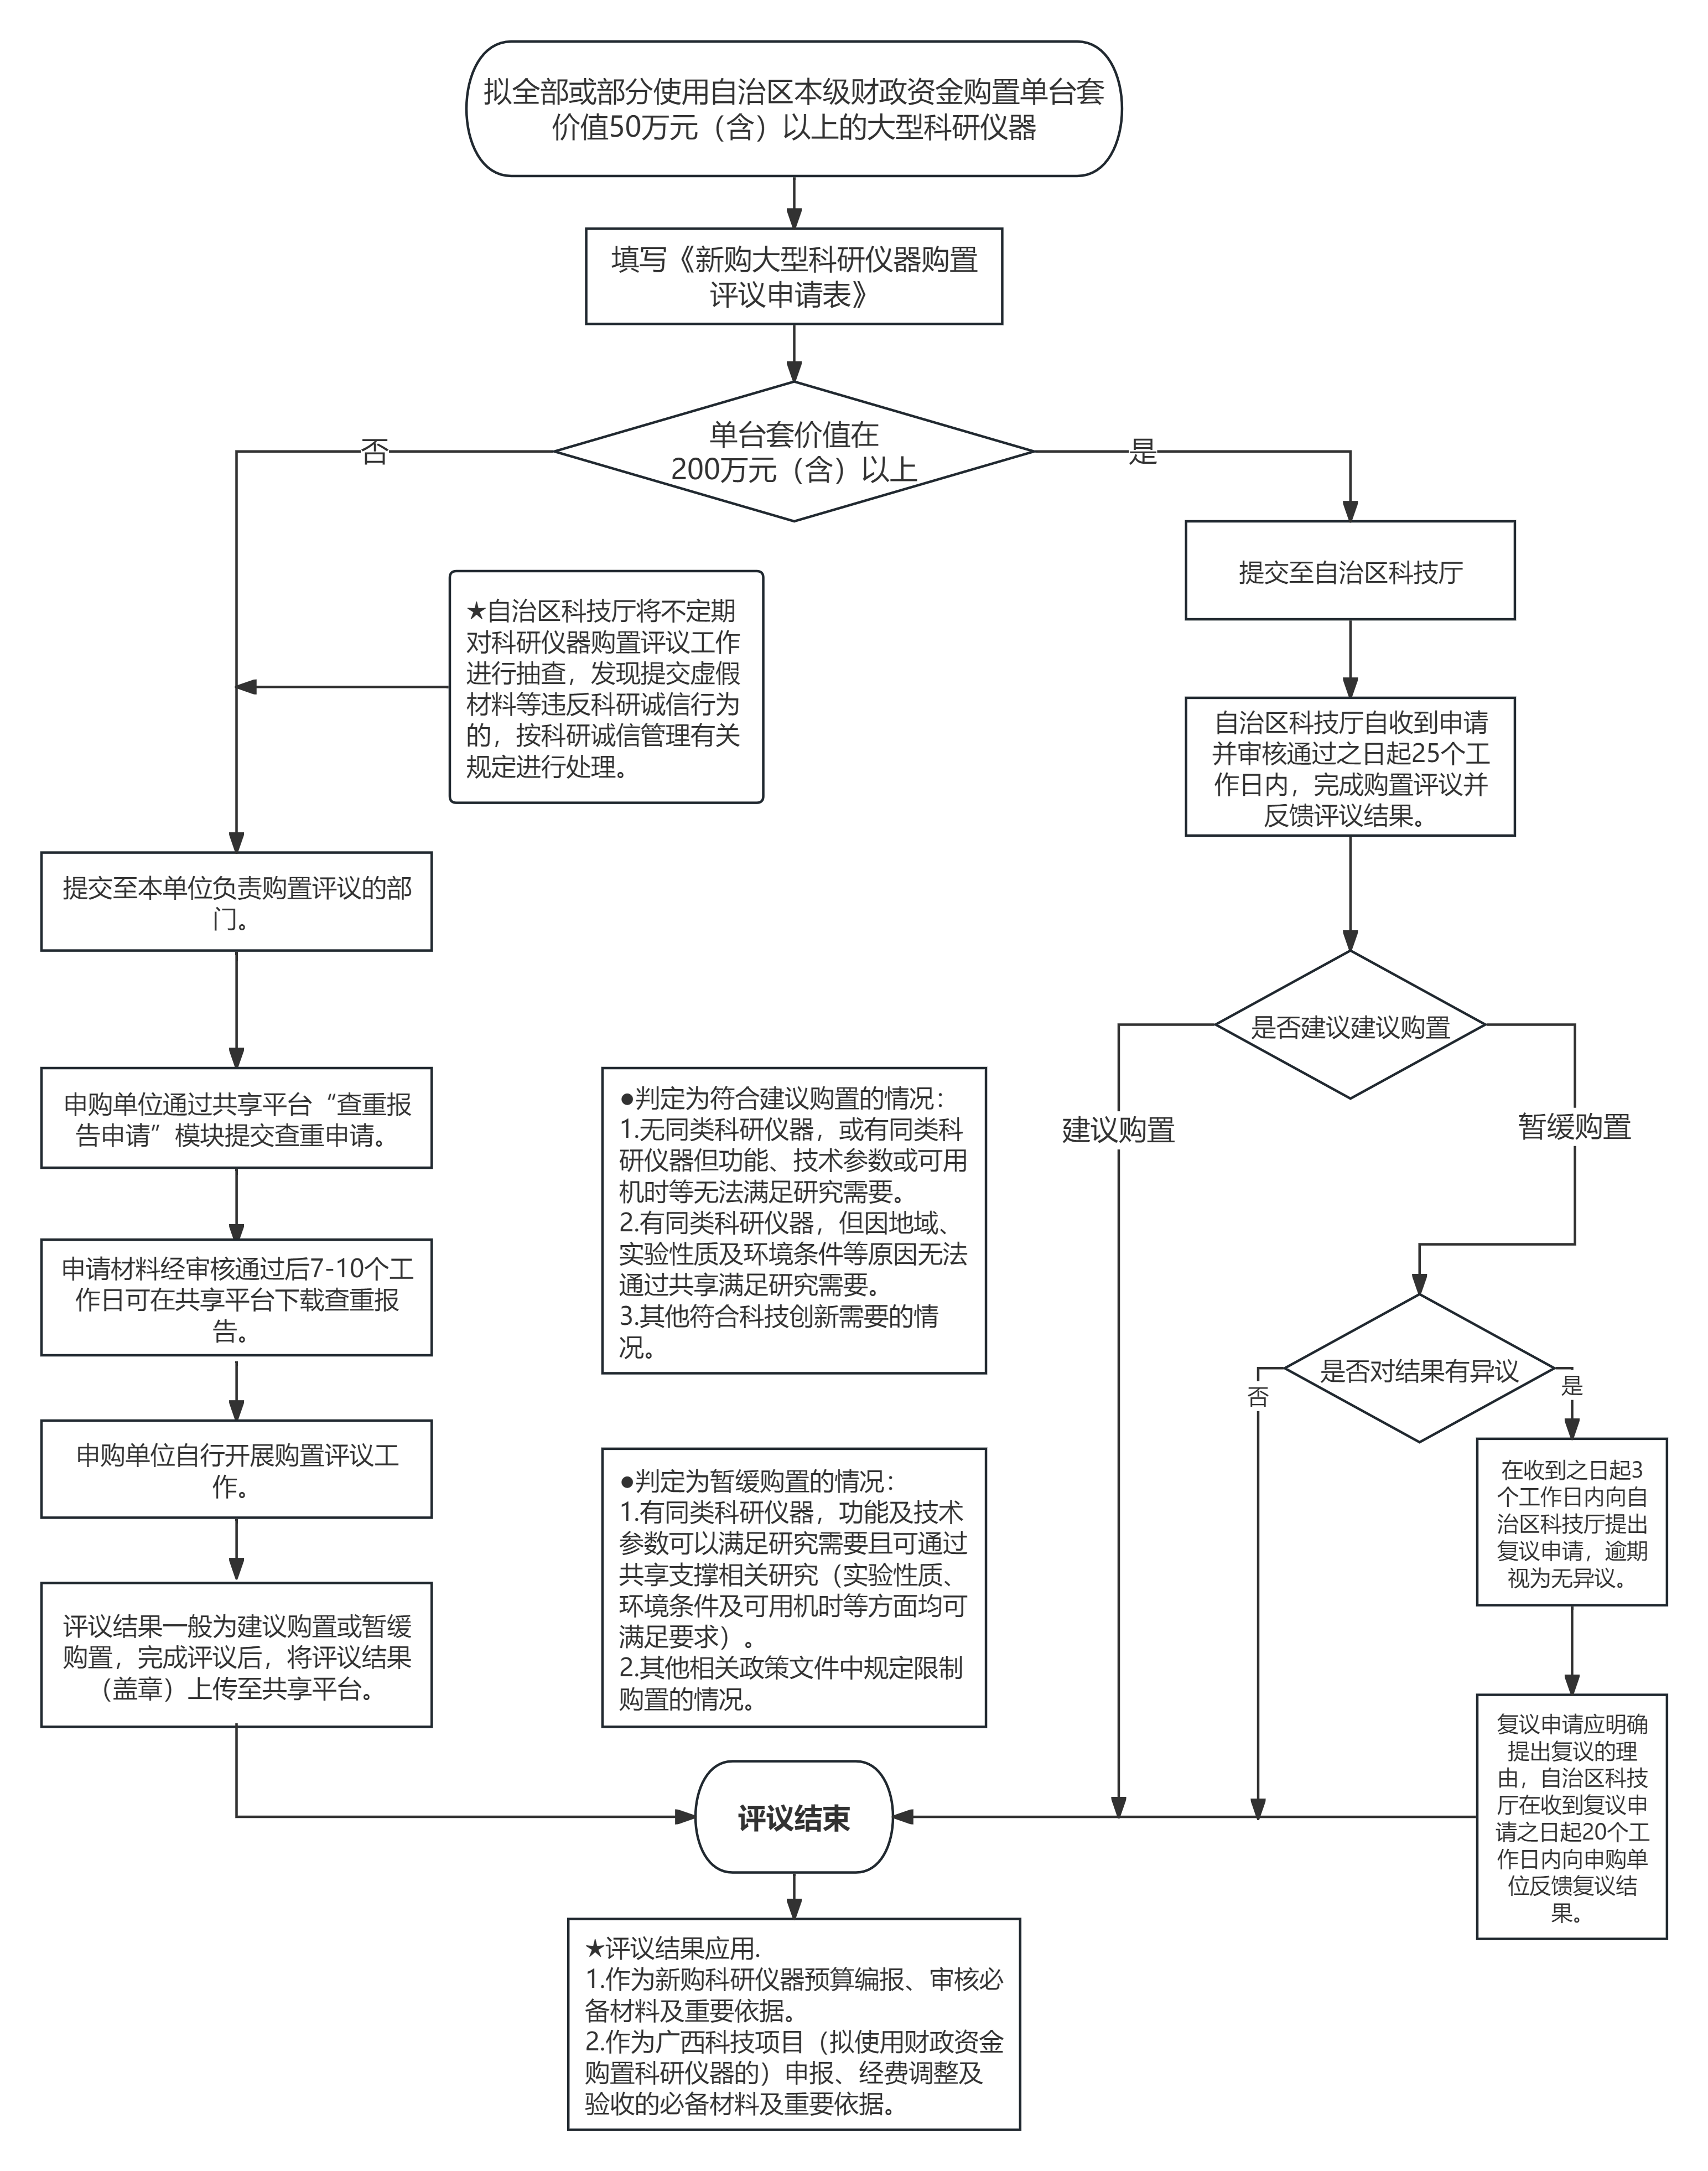 拟全部或部分使用自治区本级财政资金购置单台套
价值50万元（含）以上的大型科研仪器
填写《新购大型科研仪器购置
评议申请表》
单台套价值在
200万元（含）以上
否
是
提交至自治区科技厅
★自治区科技厅将不定期
对科研仪器购置评议工作
进行抽查，发现提交虚假
材料等违反科研诚信行为
的，按科研诚信管理有关
规定进行处理。
自治区科技厅自收到申请
并审核通过之日起25个工
作日内，完成购置评议并
反馈评议结果。
提交至本单位负责购置评议的部
门。
是否建议建议购置
建议购置
暂缓购置
申购单位通过共享平台“查重报
告申请”模块提交查重申请。
●判定为符合建议购置的情况：
1.无同类科研仪器，或有同类科
研仪器但功能、技术参数或可用
机时等无法满足研究需要。
2.有同类科研仪器，但因地域、
实验性质及环境条件等原因无法
通过共享满足研究需要。
3.其他符合科技创新需要的情
况。
申请材料经审核通过后7-10个工
作日可在共享平台下载查重报
告。
是否对结果有异议
否
是
申购单位自行开展购置评议工
作。
●判定为暂缓购置的情况：
1.有同类科研仪器，功能及技术
参数可以满足研究需要且可通过
共享支撑相关研究（实验性质、
环境条件及可用机时等方面均可
满足要求）。
2.其他相关政策文件中规定限制
购置的情况。
在收到之日起3
个工作日内向自
治区科技厅提出
复议申请，逾期
视为无异议。
评议结果一般为建议购置或暂缓
购置，完成评议后，将评议结果
（盖章）上传至共享平台。
复议申请应明确
提出复议的理
由，自治区科技
厅在收到复议申
请之日起20个工
作日内向申购单
位反馈复议结
果。
评议结束
★评议结果应用.
1.作为新购科研仪器预算编报、审核必
备材料及重要依据。
2.作为广西科技项目（拟使用财政资金
购置科研仪器的）申报、经费调整及
验收的必备材料及重要依据。